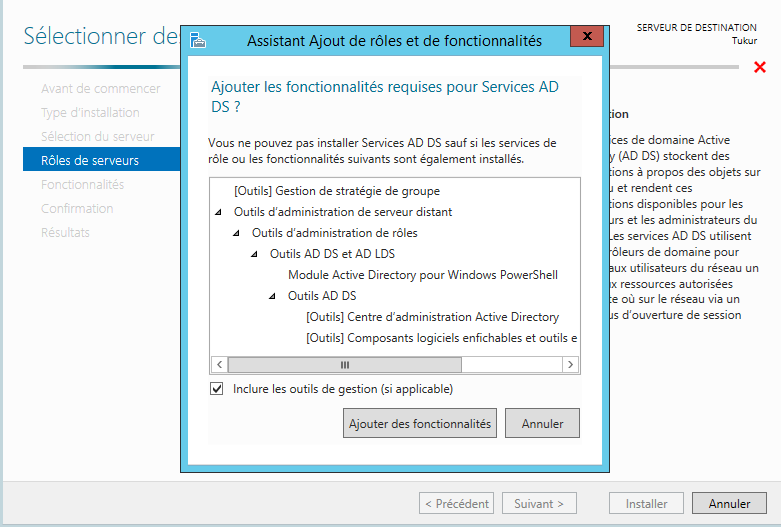 Sélectionner des
Assistant Ajout de rôles et de fonctionnalités
x
SERVEUR DE DESTINATION
Tukur
Avant de commencer
Type d'installation
Sélection du serveur
Rôles de serveurs
Fonctionnalités
Confirmation
Résultats
Ajouter les fonctionnalités requises pour Services AD
DS ?
Vous ne pouvez pas installer Services AD DS sauf si les services de
rôle ou les fonctionnalités suivants sont également installés.
[Outils] Gestion de stratégie de groupe
Outils d'administration de serveur distant
Outils d'administration de rôles
Outils AD DS et AD LDS
Module Active Directory pour Windows PowerShell
Outils AD DS
[Outils] Centre d'administration Active Directory
[Outils] Composants logiciels enfichables et outils e
Inclure les outils de gestion (si applicable)
Ajouter des fonctionnalités
Annuler
tion
ices de domaine Active
y (AD DS) stockent des
tions à propos des objets sur
u et rendent ces
tions disponibles pour les
urs et les administrateurs du
Les services AD DS utilisent
rôleurs de domaine pour
aux utilisateurs du réseau un
ux ressources autorisées
te où sur le réseau via un
us d'ouverture de session
< Précédent
Suivant >
Installer
Annuler